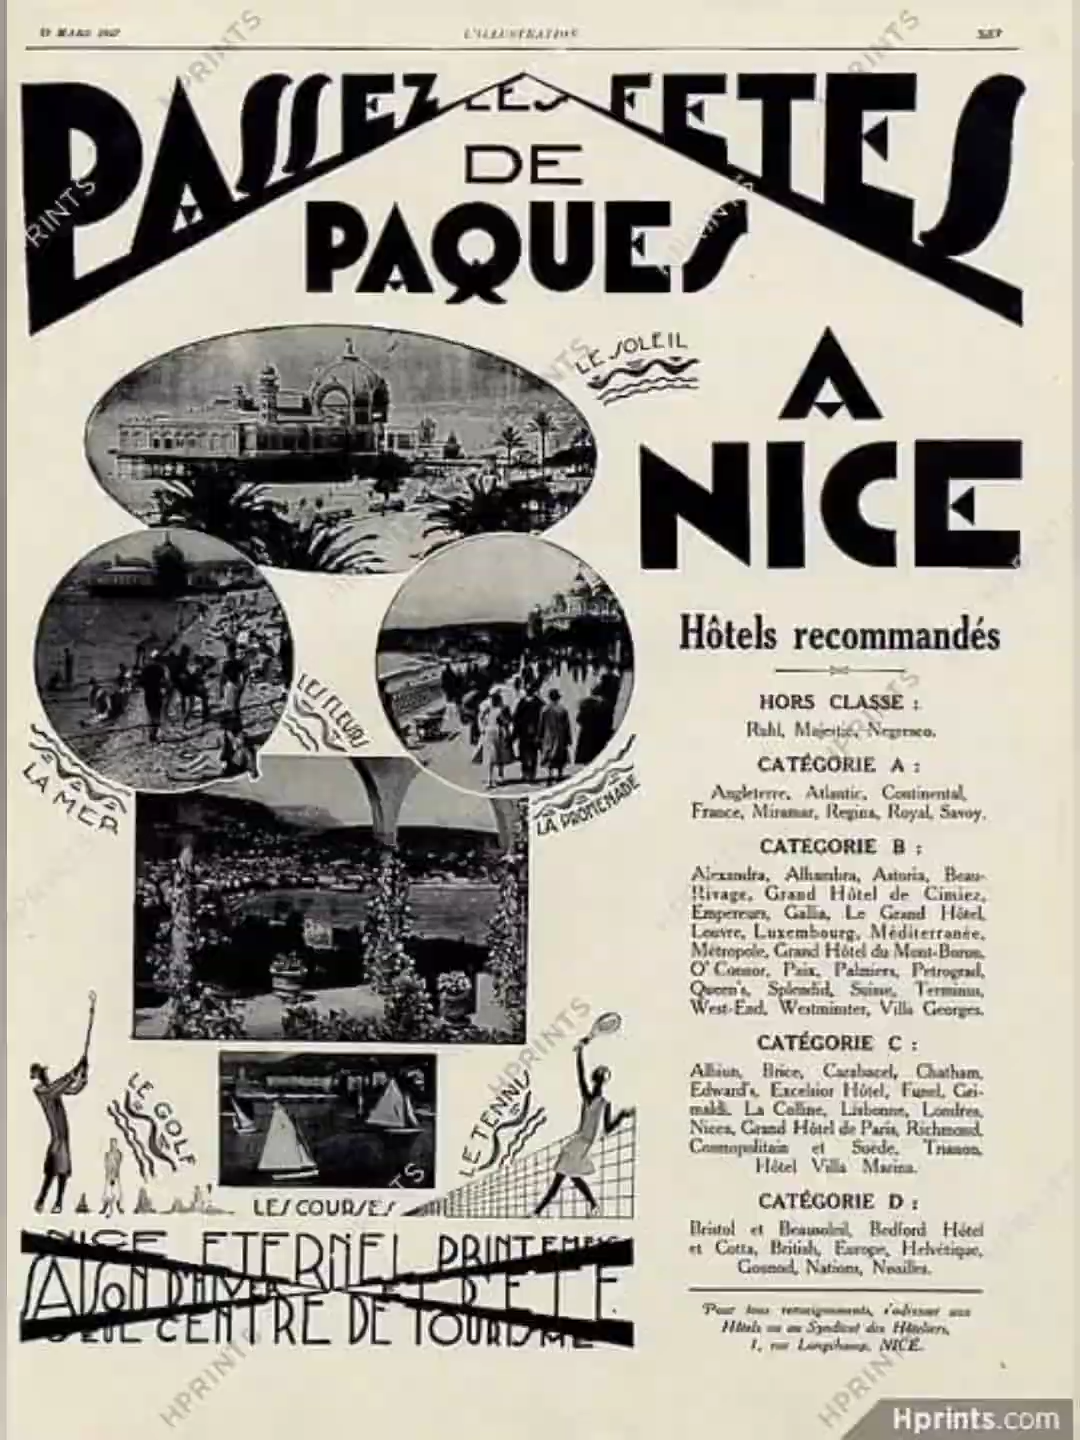 19 MARS 1927
L'ILLUSTRATION
PASSEZ LES FETES
DE
PAQUES
A
NICE
LE SOLEIL
LES FLEURS
LA MER
LA PROMENADE
LE GOLF
LE TENNIS
LES COURSES
NICE ETERNEL PRINTEMPS
SAISON D'HIVER ET D'ETE
SEUL CENTRE DE TOURISME
Hôtels recommandés
HORS CLASSE :
Ruhl, Majestic, Negresco.
CATÉGORIE A :
Angleterre, Atlantic, Continental,
France, Miramar, Regina, Royal, Savoy.
CATÉGORIE B :
Alexandra, Alhambra, Astoria, Beau-
Rivage, Grand Hôtel de Cimiez,
Empereurs, Gallia, Le Grand Hôtel,
Louvre, Luxembourg, Méditerranée,
Métropole, Grand Hôtel du Mont-Boron,
O'Connor, Paix, Palmiers, Petrograd,
Queen's, Splendid, Suisse, Terminus,
West-End, Westminster, Villa Georges.
CATÉGORIE C :
Albion, Brice, Carabacel, Chatham,
Edward's, Excelsior Hôtel, Funel, Gri-
maldi, La Colline, Lisbonne, Londres,
Nicea, Grand Hôtel de Paris, Richmond,
Cosmopolitain et Suède, Trianon,
Hôtel Villa Marina.
CATÉGORIE D :
Bristol et Beausoleil, Bedford Hôtel
et Cotta, British, Europe, Helvétique,
Gounod, Nations, Noailles.
Pour tous renseignements, s'adresser aux
Hôtels ou au Syndicat des Hôteliers,
1, rue Longchamp, NICE.
Hprints.com